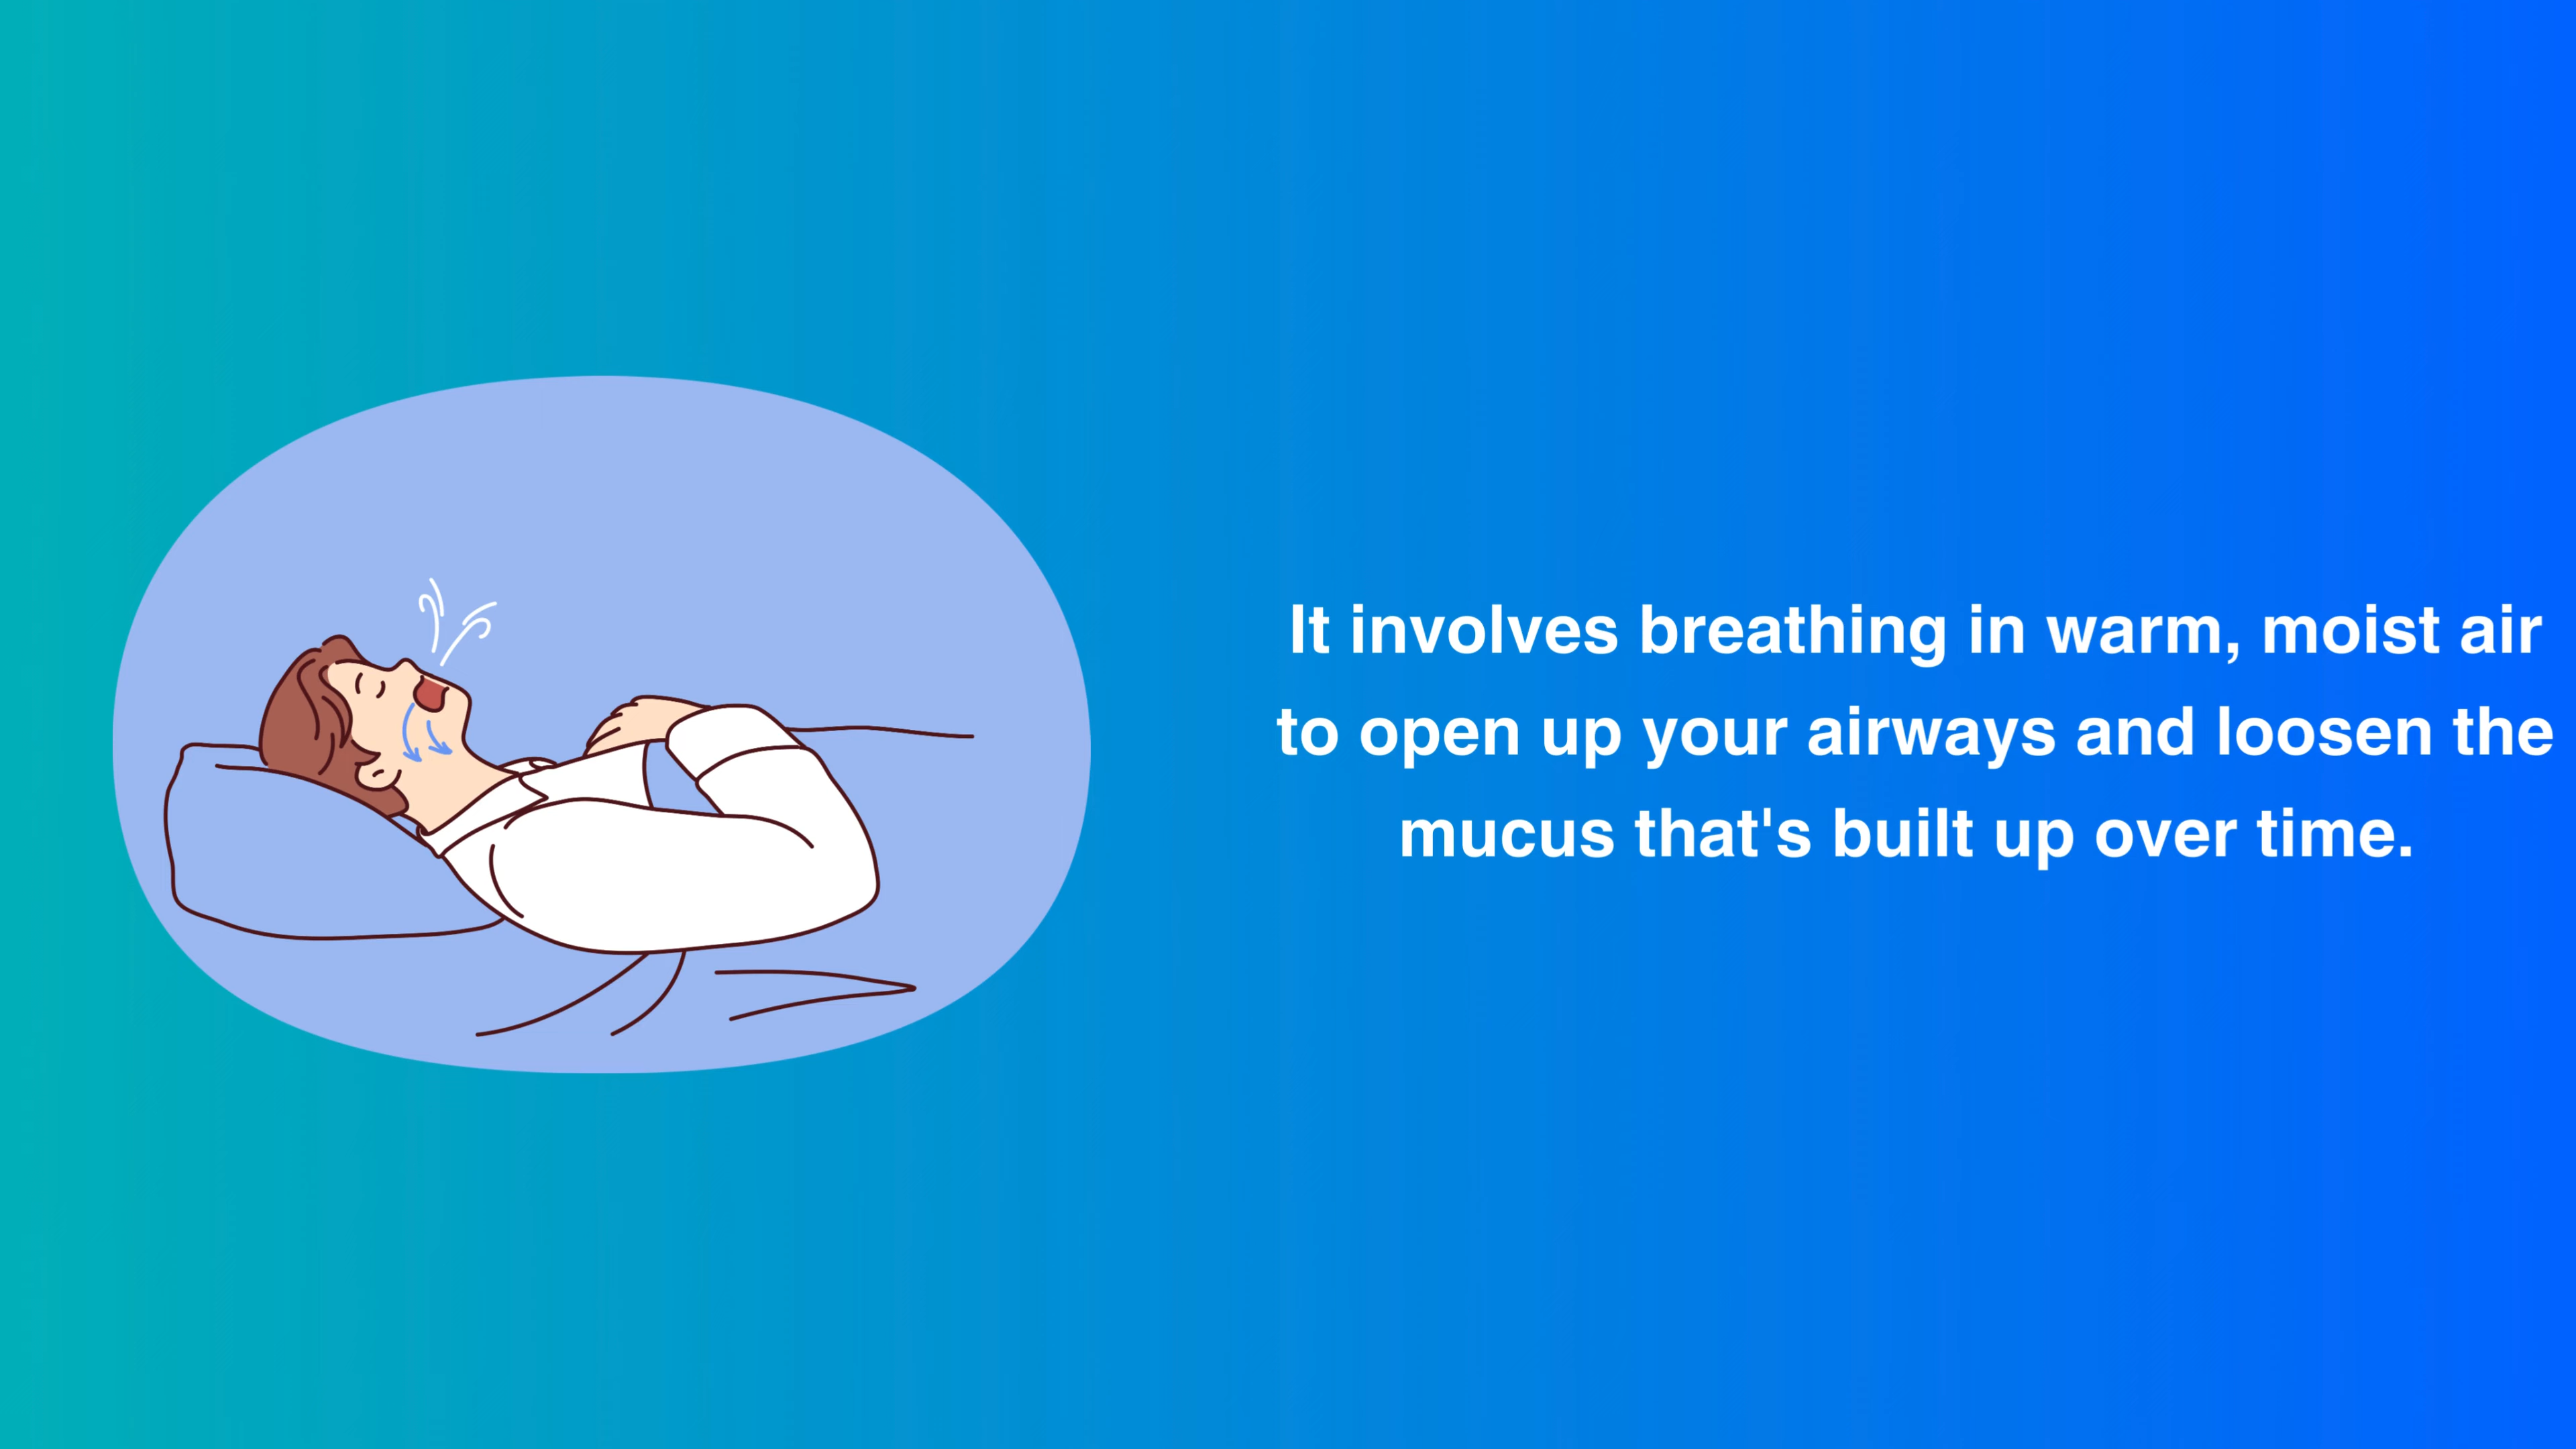 It involves breathing in warm, moist air
to open up your airways and loosen the
mucus that's built up over time.